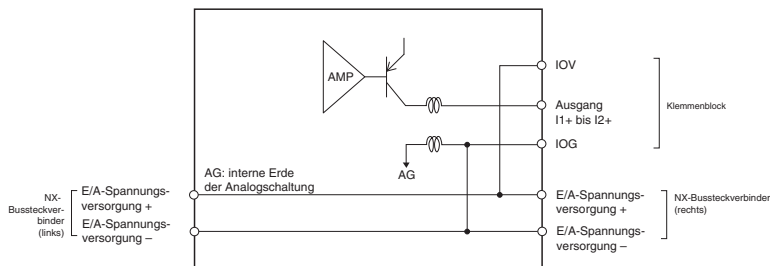 AMP
IOV
Ausgang
I1+ bis I2+
Klemmenblock
IOG
AG
AG: interne Erde
der Analogschaltung
NX-
Bussteckver-
binder
(links)
E/A-Spannungs-
versorgung +
E/A-Spannungs-
versorgung –
E/A-Spannungs-
versorgung +
E/A-Spannungs-
versorgung –
NX-Bussteckverbinder
(rechts)